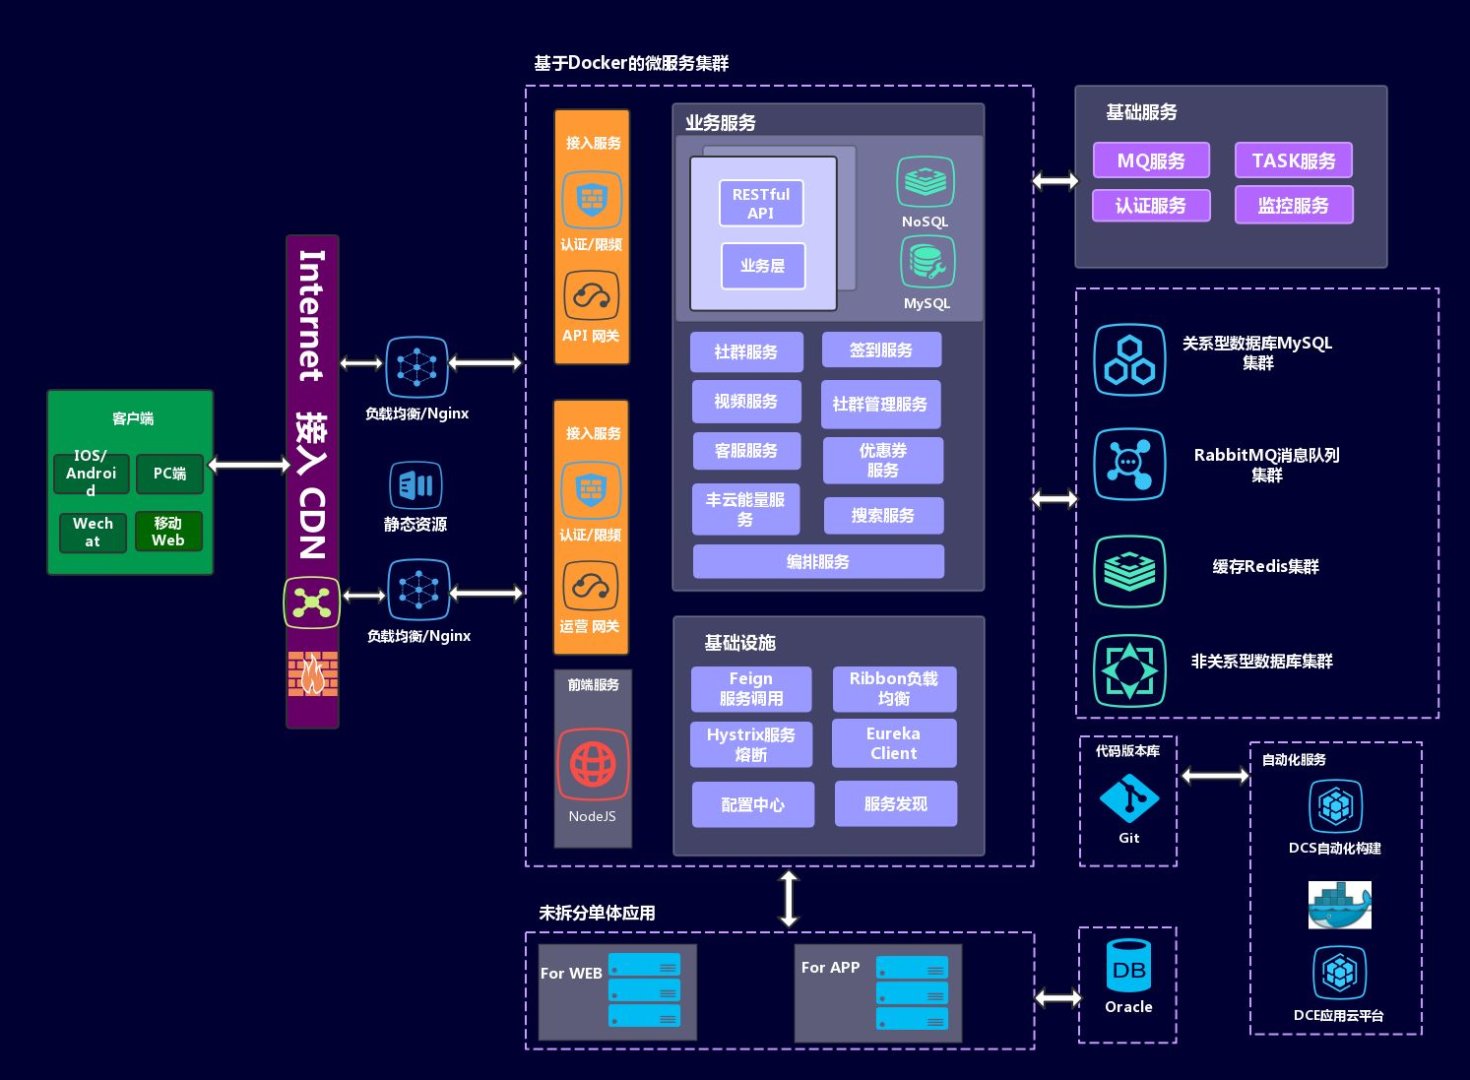 基于Docker的微服务集群
客户端
IOS/
Androi
d
PC端
Wech
at
移动
Web
Internet 接入 CDN
负载均衡/Nginx
静态资源
负载均衡/Nginx
接入服务
认证/限频
API 网关
接入服务
认证/限频
运营 网关
前端服务
NodeJS
业务服务
RESTful
API
业务层
NoSQL
MySQL
社群服务
签到服务
视频服务
社群管理服务
客服服务
优惠券
服务
丰云能量服
务
搜索服务
编排服务
基础设施
Feign
服务调用
Ribbon负载
均衡
Hystrix服务
熔断
Eureka
Client
配置中心
服务发现
基础服务
MQ服务
TASK服务
认证服务
监控服务
关系型数据库MySQL
集群
RabbitMQ消息队列
集群
缓存Redis集群
非关系型数据库集群
代码版本库
Git
自动化服务
DCS自动化构建
DCE应用云平台
未拆分单体应用
For WEB
For APP
DB
Oracle